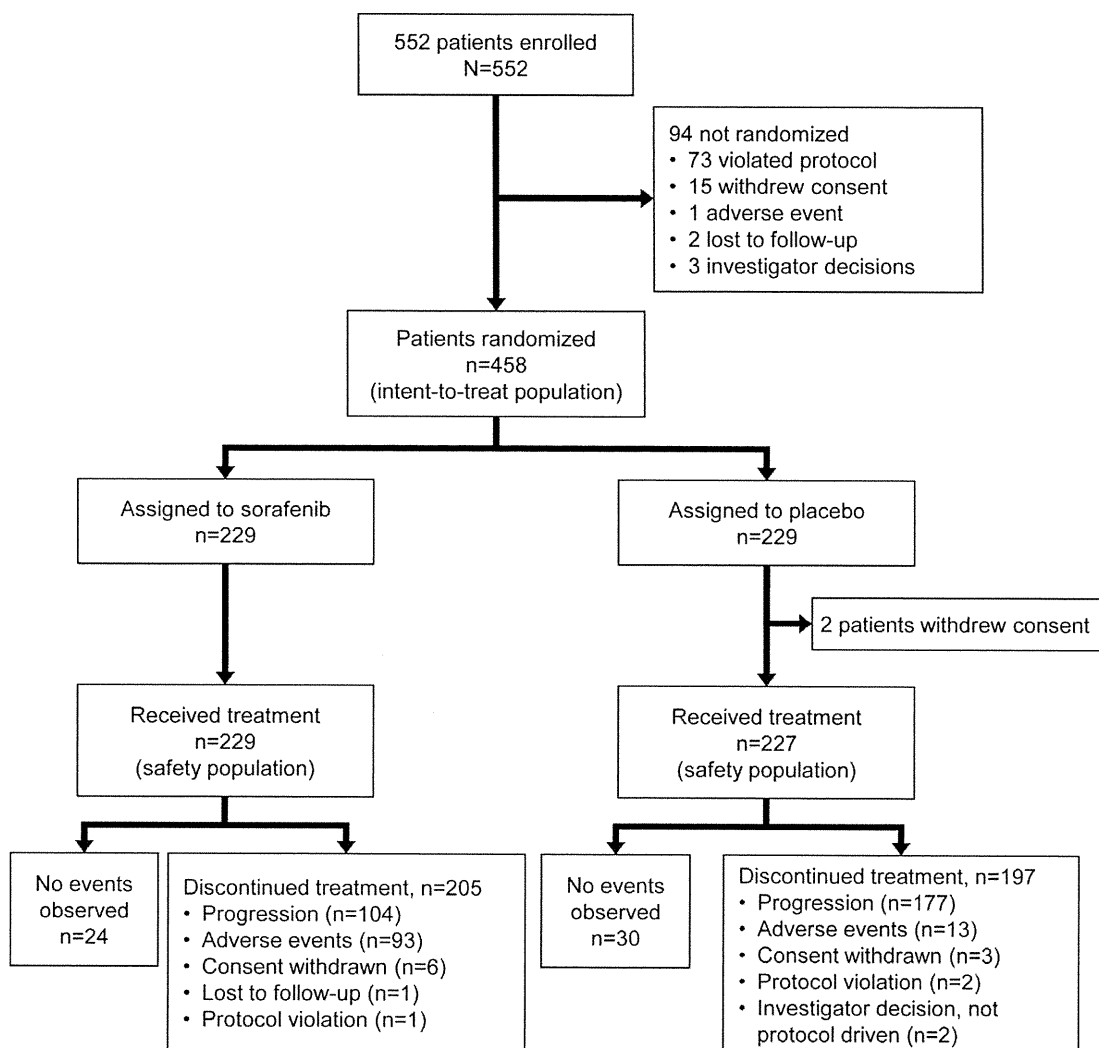 552 patients enrolled
N=552
94 not randomized
• 73 violated protocol
• 15 withdrew consent
• 1 adverse event
• 2 lost to follow-up
• 3 investigator decisions
Patients randomized
n=458
(intent-to-treat population)
Assigned to sorafenib
n=229
Assigned to placebo
n=229
2 patients withdrew consent
Received treatment
n=229
(safety population)
Received treatment
n=227
(safety population)
No events
observed
n=24
Discontinued treatment, n=205
• Progression (n=104)
• Adverse events (n=93)
• Consent withdrawn (n=6)
• Lost to follow-up (n=1)
• Protocol violation (n=1)
No events
observed
n=30
Discontinued treatment, n=197
• Progression (n=177)
• Adverse events (n=13)
• Consent withdrawn (n=3)
• Protocol violation (n=2)
• Investigator decision, not
protocol driven (n=2)